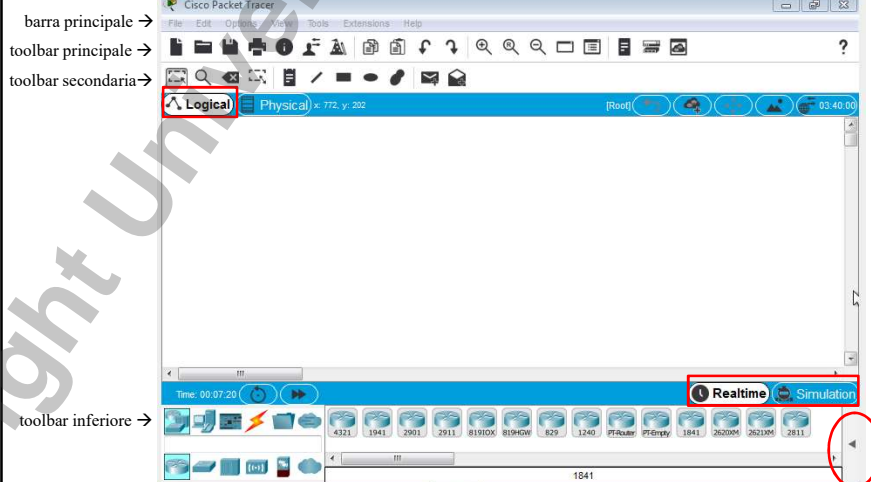 Cisco Packet Tracer
barra principale →
File Edit Options View Tools Extensions Help
toolbar principale →
?
toolbar secondaria→
Logical Physical x: 772, y: 202 [Root] 03:40:00
Time: 00:07:20 Realtime Simulation
toolbar inferiore →
4321 1941 2901 2911 819IOX 819HGW 829 1240 PT-Router PT-Empty 1841 2620XM 2621XM 2811
1841
ght Univer